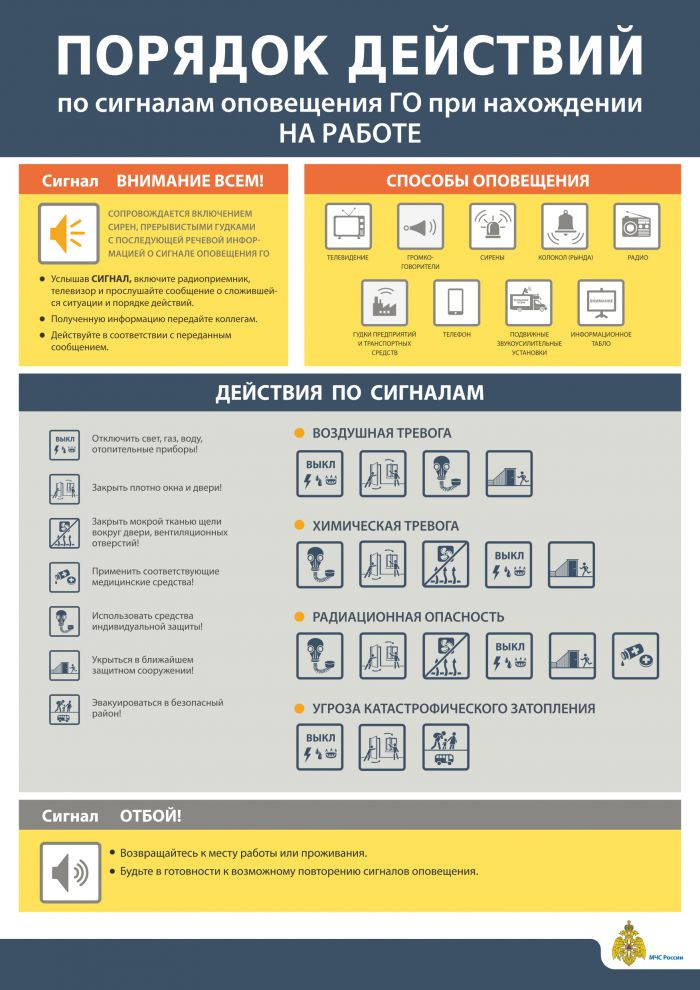 ПОРЯДОК ДЕЙСТВИЙ
по сигналам оповещения ГО при нахождении
НА РАБОТЕ
Сигнал ВНИМАНИЕ ВСЕМ!
СОПРОВОЖДАЕТСЯ ВКЛЮЧЕНИЕМ
СИРЕН, ПРЕРЫВИСТЫМИ ГУДКАМИ
С ПОСЛЕДУЮЩЕЙ РЕЧЕВОЙ ИНФОР-
МАЦИЕЙ О СИГНАЛЕ ОПОВЕЩЕНИЯ ГО
• Услышав СИГНАЛ, включите радиоприемник,
телевизор и прослушайте сообщение о сложившей-
ся ситуации и порядке действий.
• Полученную информацию передайте коллегам.
• Действуйте в соответствии с переданным
сообщением.
СПОСОБЫ ОПОВЕЩЕНИЯ
ТЕЛЕВИДЕНИЕ
ГРОМКО-
ГОВОРИТЕЛИ
СИРЕНЫ
КОЛОКОЛ (РЫНДА)
РАДИО
ГУДКИ ПРЕДПРИЯТИЙ
И ТРАНСПОРТНЫХ
СРЕДСТВ
ТЕЛЕФОН
ПОДВИЖНЫЕ
ЗВУКОУСИЛИТЕЛЬНЫЕ
УСТАНОВКИ
ВНИМАНИЕ
ИНФОРМАЦИОННОЕ
ТАБЛО
ДЕЙСТВИЯ ПО СИГНАЛАМ
ВЫКЛ
Отключить свет, газ, воду,
отопительные приборы!
Закрыть плотно окна и двери!
Закрыть мокрой тканью щели
вокруг двери, вентиляционных
отверстий!
Применить соответствующие
медицинские средства!
Использовать средства
индивидуальной защиты!
Укрыться в ближайшем
защитном сооружении!
Эвакуироваться в безопасный
район!
• ВОЗДУШНАЯ ТРЕВОГА
ВЫКЛ
• ХИМИЧЕСКАЯ ТРЕВОГА
ВЫКЛ
• РАДИАЦИОННАЯ ОПАСНОСТЬ
ВЫКЛ
• УГРОЗА КАТАСТРОФИЧЕСКОГО ЗАТОПЛЕНИЯ
ВЫКЛ
Сигнал ОТБОЙ!
• Возвращайтесь к месту работы или проживания.
• Будьте в готовности к возможному повторению сигналов оповещения.
МЧС России